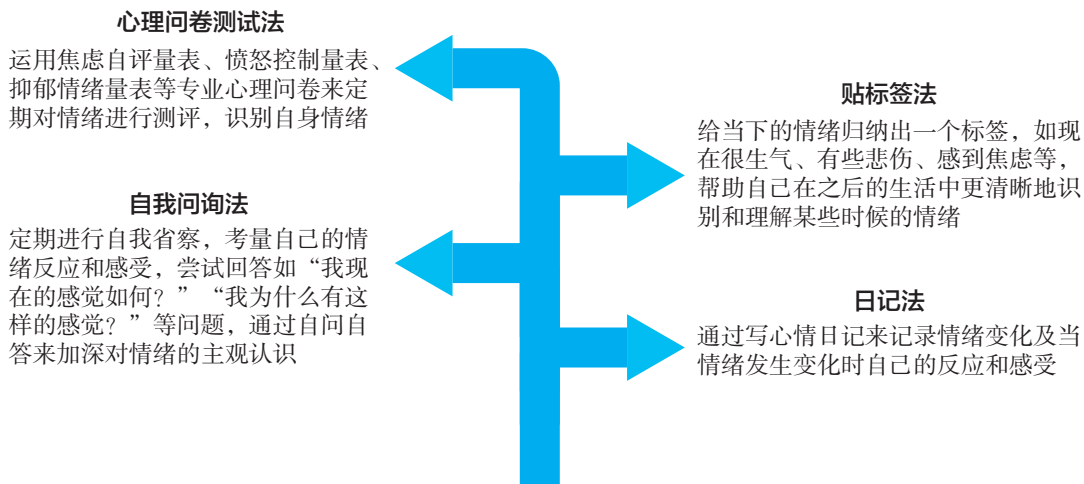 心理问卷测试法
运用焦虑自评量表、愤怒控制量表、
抑郁情绪量表等专业心理问卷来定
期对情绪进行测评，识别自身情绪
贴标签法
给当下的情绪归纳出一个标签，如现
在很生气、有些悲伤、感到焦虑等，
帮助自己在之后的生活中更清晰地识
别和理解某些时候的情绪
自我问询法
定期进行自我省察，考量自己的情
绪反应和感受，尝试回答如“我现
在的感觉如何？”“我为什么有这
样的感觉？”等问题，通过自问自
答来加深对情绪的主观认识
日记法
通过写心情日记来记录情绪变化及当
情绪发生变化时自己的反应和感受